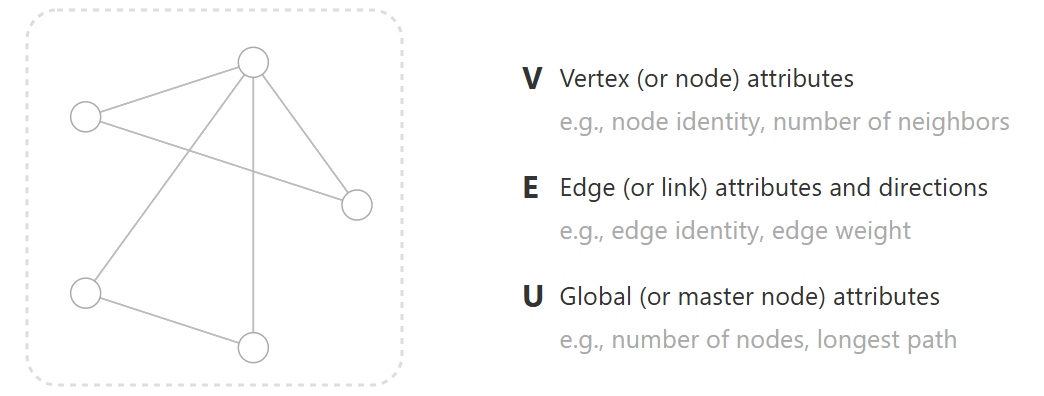 V Vertex (or node) attributes
e.g., node identity, number of neighbors
E Edge (or link) attributes and directions
e.g., edge identity, edge weight
U Global (or master node) attributes
e.g., number of nodes, longest path